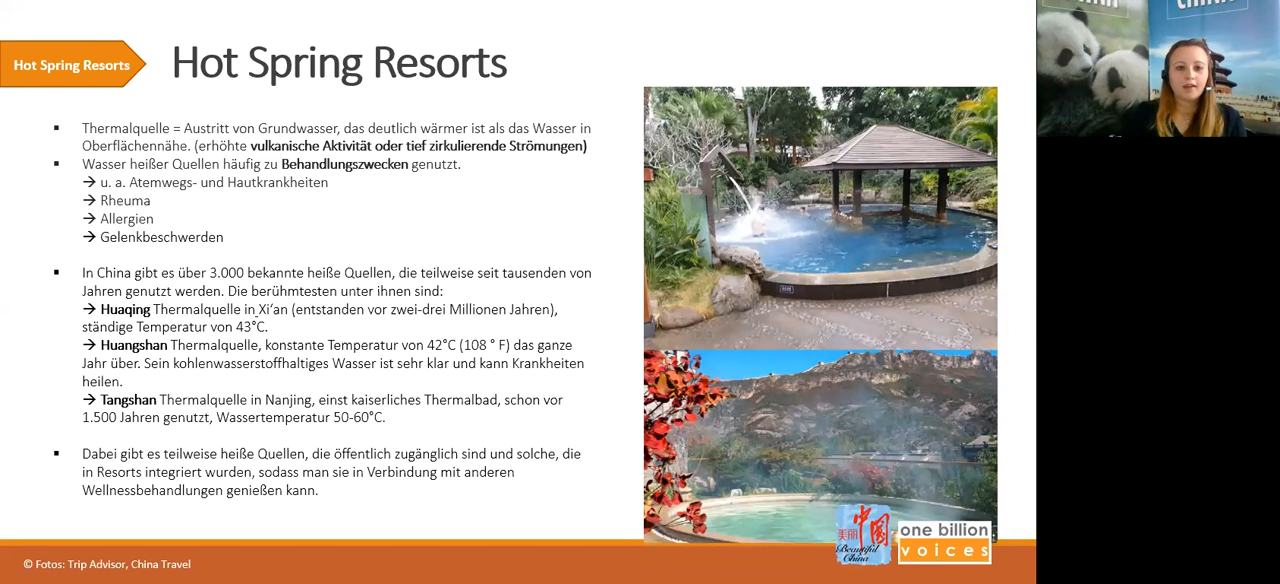 Hot Spring Resorts
Hot Spring Resorts
Thermalquelle = Austritt von Grundwasser, das deutlich wärmer ist als das Wasser in
Oberflächennähe. (erhöhte vulkanische Aktivität oder tief zirkulierende Strömungen)
Wasser heißer Quellen häufig zu Behandlungszwecken genutzt.
→ u. a. Atemwegs- und Hautkrankheiten
→ Rheuma
→ Allergien
→ Gelenkbeschwerden
In China gibt es über 3.000 bekannte heiße Quellen, die teilweise seit tausenden von
Jahren genutzt werden. Die berühmtesten unter ihnen sind:
→ Huaqing Thermalquelle in Xi'an (entstanden vor zwei-drei Millionen Jahren),
ständige Temperatur von 43°C.
→ Huangshan Thermalquelle, konstante Temperatur von 42°C (108 ° F) das ganze
Jahr über. Sein kohlenwasserstoffhaltiges Wasser ist sehr klar und kann Krankheiten
heilen.
→ Tangshan Thermalquelle in Nanjing, einst kaiserliches Thermalbad, schon vor
1.500 Jahren genutzt, Wassertemperatur 50-60°C.
Dabei gibt es teilweise heiße Quellen, die öffentlich zugänglich sind und solche, die
in Resorts integriert wurden, sodass man sie in Verbindung mit anderen
Wellnessbehandlungen genießen kann.
美丽
中国
Beautiful
China
one billion
voices
© Fotos: Trip Advisor, China Travel